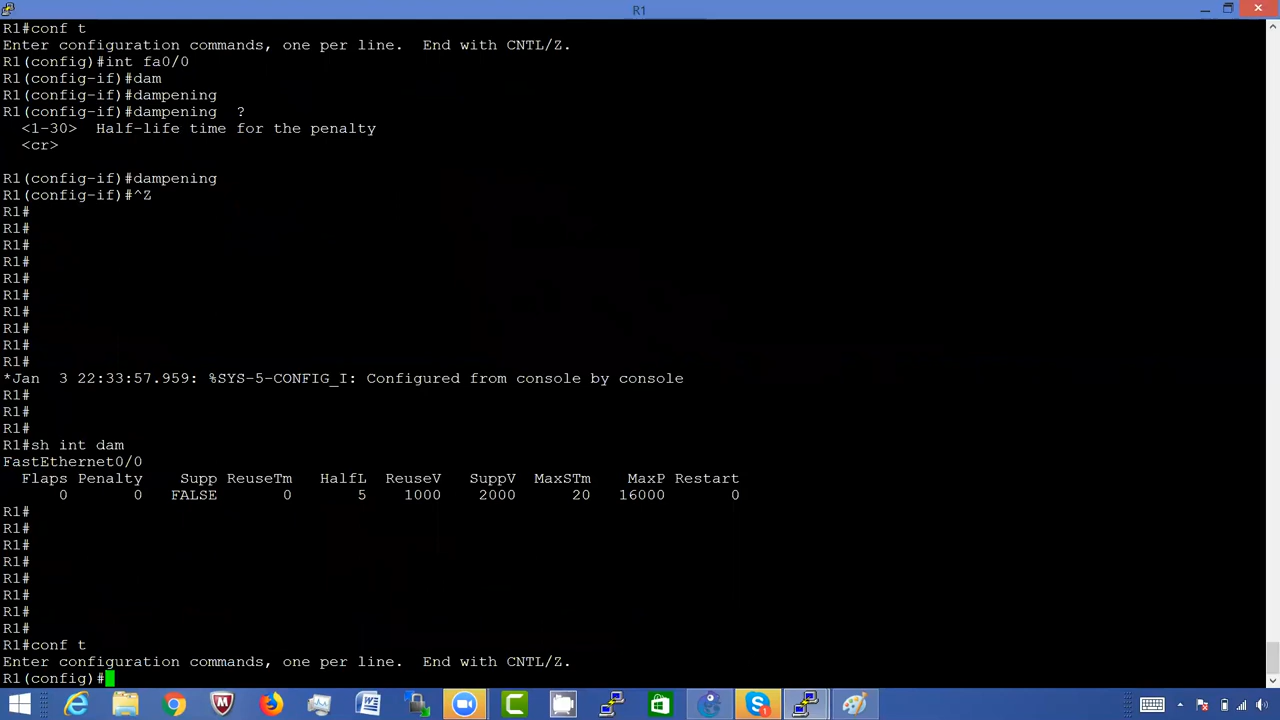 R1
R1#conf t
Enter configuration commands, one per line.  End with CNTL/Z.
R1(config)#int fa0/0
R1(config-if)#dam
R1(config-if)#dampening
R1(config-if)#dampening  ?
  <1-30>  Half-life time for the penalty
  <cr>
R1(config-if)#dampening
R1(config-if)#^Z
R1#
R1#
R1#
R1#
R1#
R1#
R1#
R1#
R1#
R1#
*Jan  3 22:33:57.959: %SYS-5-CONFIG_I: Configured from console by console
R1#
R1#
R1#
R1#sh int dam
FastEthernet0/0
  Flaps Penalty    Supp ReuseTm   HalfL  ReuseV   SuppV  MaxSTm    MaxP Restart
      0       0   FALSE       0       5    1000    2000      20   16000       0
R1#
R1#
R1#
R1#
R1#
R1#
R1#
R1#
R1#conf t
Enter configuration commands, one per line.  End with CNTL/Z.
R1(config)#